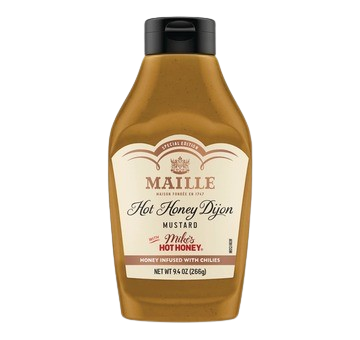 SPECIAL EDITION
MAILLE
MAISON FONDÉE EN 1747
Hot Honey Dijon
MUSTARD
WITH Mike's
HOT HONEY®
HONEY INFUSED WITH CHILIES
NET WT 9.4 OZ (266g)